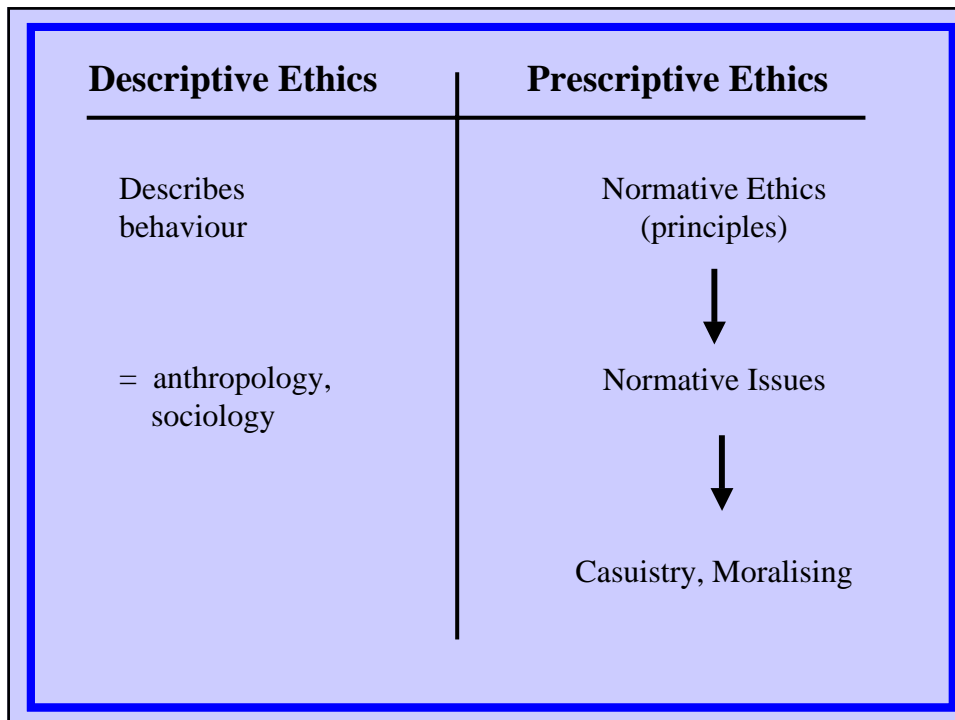 Descriptive Ethics
Prescriptive Ethics
Describes
behaviour
= anthropology,
sociology
Normative Ethics
(principles)
Normative Issues
Casuistry, Moralising